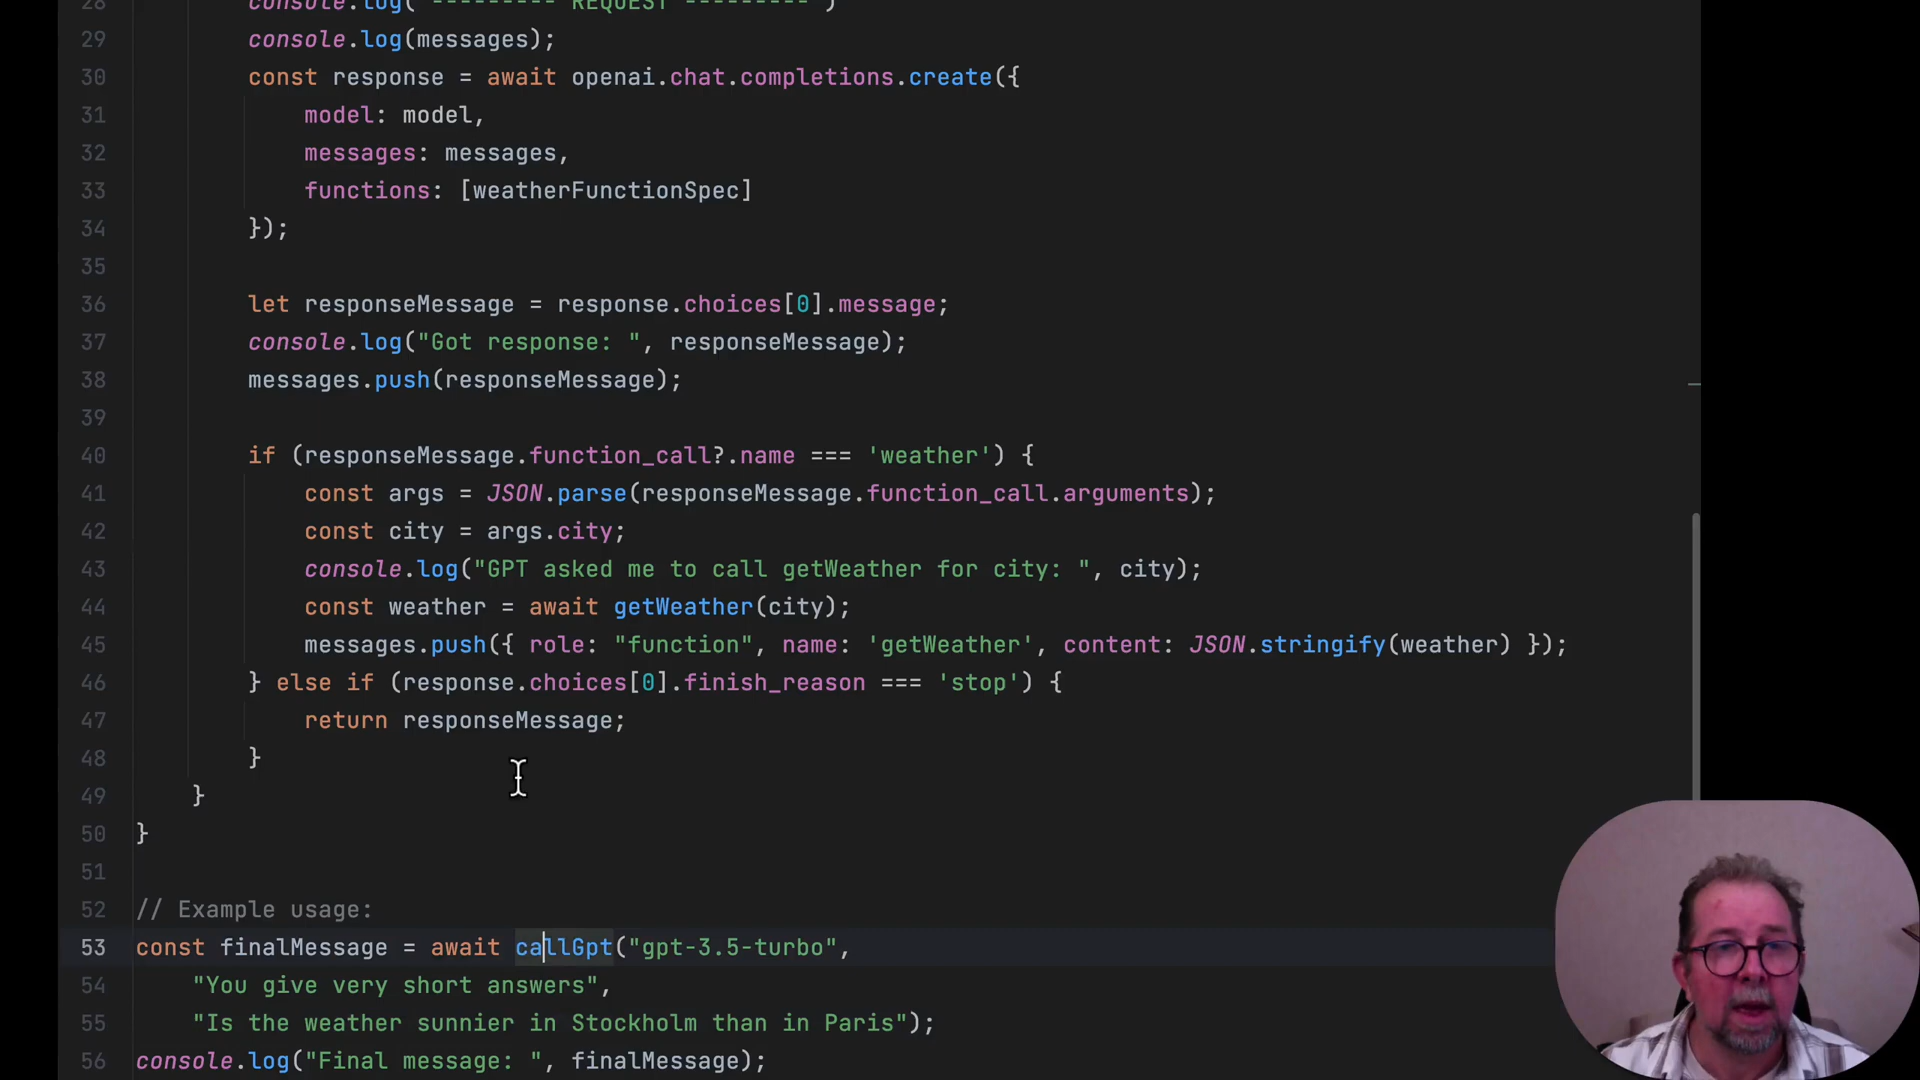 28 console.log("--------- REQUEST ---------")
29 console.log(messages);
30 const response = await openai.chat.completions.create({
31 model: model,
32 messages: messages,
33 functions: [weatherFunctionSpec]
34 });
35
36 let responseMessage = response.choices[0].message;
37 console.log("Got response: ", responseMessage);
38 messages.push(responseMessage);
39
40 if (responseMessage.function_call?.name === 'weather') {
41 const args = JSON.parse(responseMessage.function_call.arguments);
42 const city = args.city;
43 console.log("GPT asked me to call getWeather for city: ", city);
44 const weather = await getWeather(city);
45 messages.push({ role: "function", name: 'getWeather', content: JSON.stringify(weather) });
46 } else if (response.choices[0].finish_reason === 'stop') {
47 return responseMessage;
48 }
49 }
50 }
51
52 // Example usage:
53 const finalMessage = await callGpt("gpt-3.5-turbo",
54 "You give very short answers",
55 "Is the weather sunnier in Stockholm than in Paris");
56 console.log("Final message: ", finalMessage);